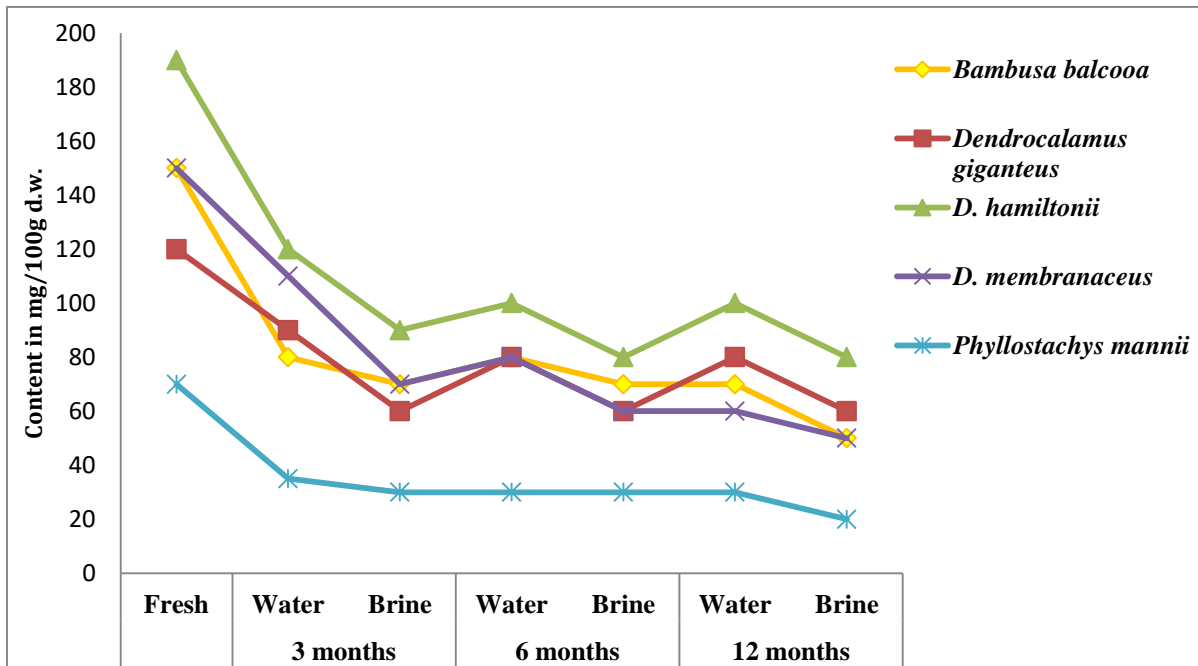 200
180
160
140
120
100
80
60
40
20
0
Content in mg/100g d.w.
Fresh
Water
Brine
Water
Brine
Water
Brine
3 months
6 months
12 months
Bambusa balcooa
Dendrocalamus
giganteus
D. hamiltonii
D. membranaceus
Phyllostachys mannii